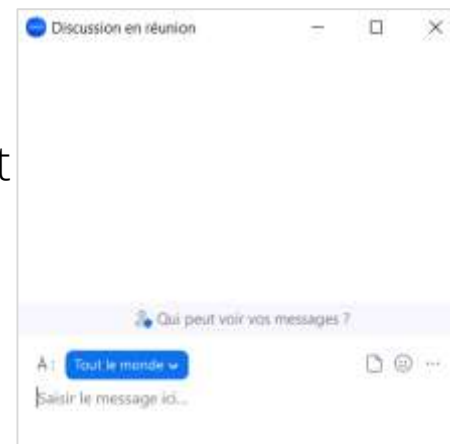 Discussion en réunion
t
Qui peut voir vos messages ?
À : Tout le monde
Saisir le message ici...